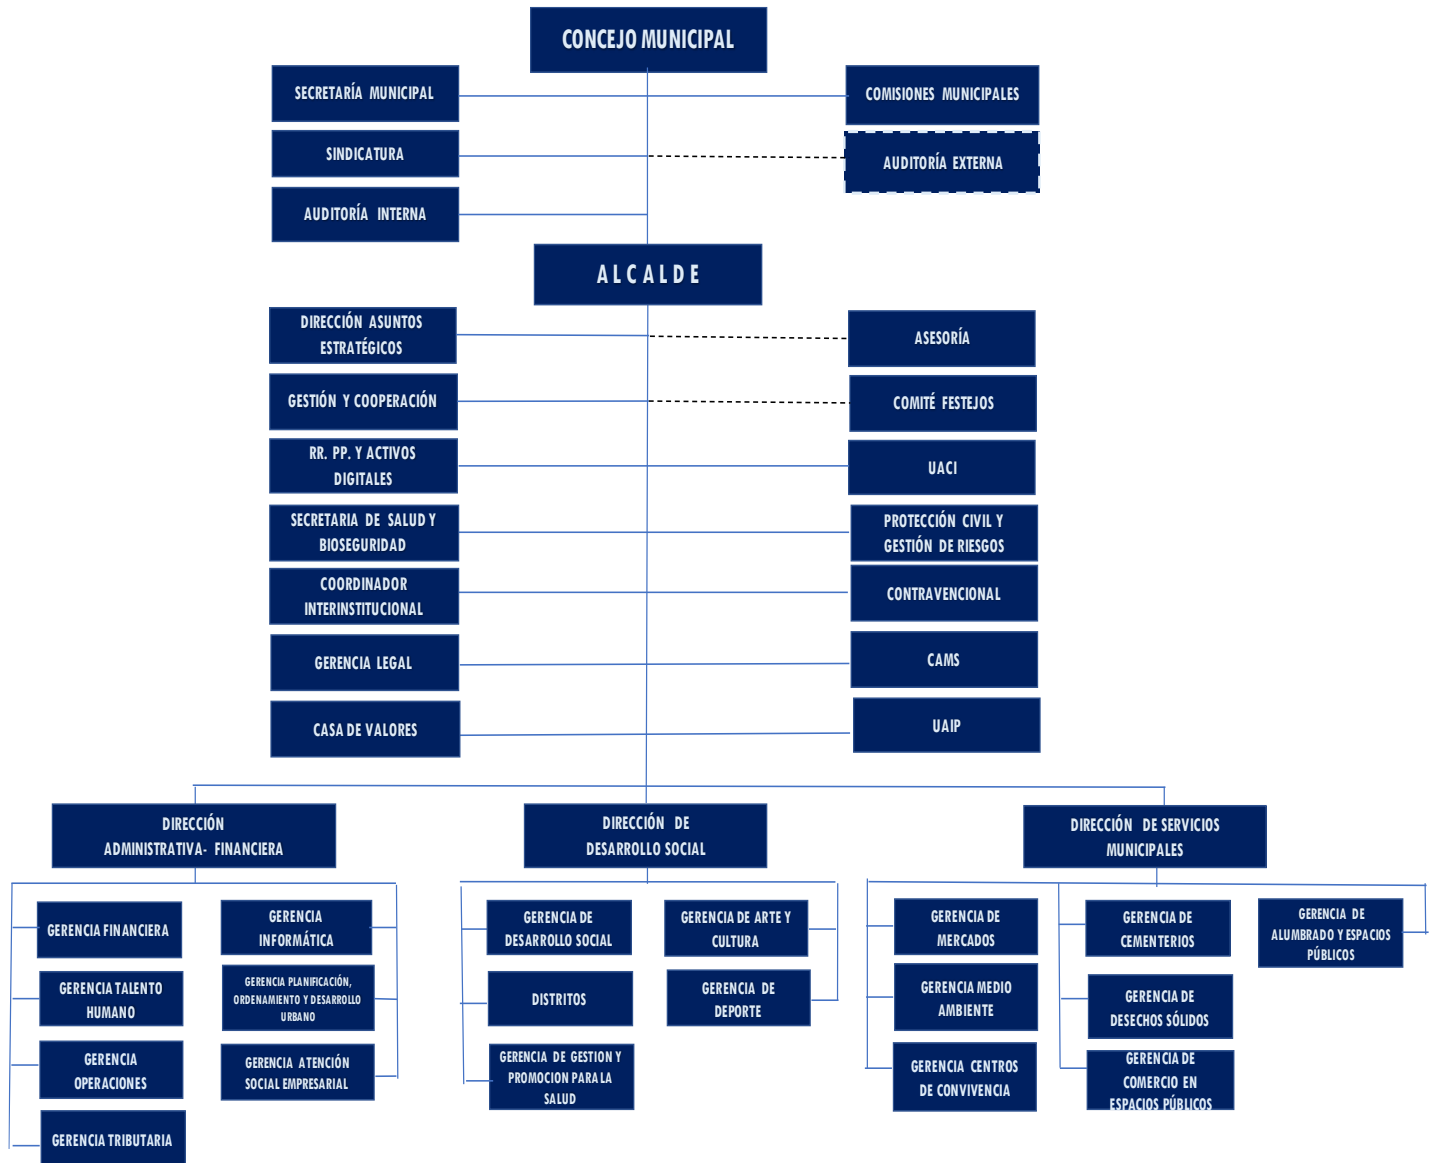 CONCEJO MUNICIPAL
SECRETARÍA MUNICIPAL
COMISIONES MUNICIPALES
SINDICATURA
AUDITORÍA EXTERNA
AUDITORÍA INTERNA
ALCALDE
DIRECCIÓN ASUNTOS
ESTRATÉGICOS
ASESORÍA
GESTIÓN Y COOPERACIÓN
COMITÉ FESTEJOS
RR. PP. Y ACTIVOS
DIGITALES
UACI
SECRETARIA DE SALUD Y
BIOSEGURIDAD
PROTECCIÓN CIVIL Y
GESTIÓN DE RIESGOS
COORDINADOR
INTERINSTITUCIONAL
CONTRAVENCIONAL
GERENCIA LEGAL
CAMS
CASA DE VALORES
UAIP
DIRECCIÓN
ADMINISTRATIVA- FINANCIERA
DIRECCIÓN DE
DESARROLLO SOCIAL
DIRECCIÓN DE SERVICIOS
MUNICIPALES
GERENCIA FINANCIERA
GERENCIA
INFORMÁTICA
GERENCIA TALENTO
HUMANO
GERENCIA PLANIFICACIÓN,
ORDENAMIENTO Y DESARROLLO
URBANO
GERENCIA
OPERACIONES
GERENCIA ATENCIÓN
SOCIAL EMPRESARIAL
GERENCIA TRIBUTARIA
GERENCIA DE
DESARROLLO SOCIAL
GERENCIA DE ARTE Y
CULTURA
DISTRITOS
GERENCIA DE
DEPORTE
GERENCIA DE GESTION Y
PROMOCION PARA LA
SALUD
GERENCIA DE
MERCADOS
GERENCIA DE
CEMENTERIOS
GERENCIA DE
ALUMBRADO Y ESPACIOS
PÚBLICOS
GERENCIA MEDIO
AMBIENTE
GERENCIA DE
DESECHOS SÓLIDOS
GERENCIA CENTROS
DE CONVIVENCIA
GERENCIA DE
COMERCIO EN
ESPACIOS PÚBLICOS